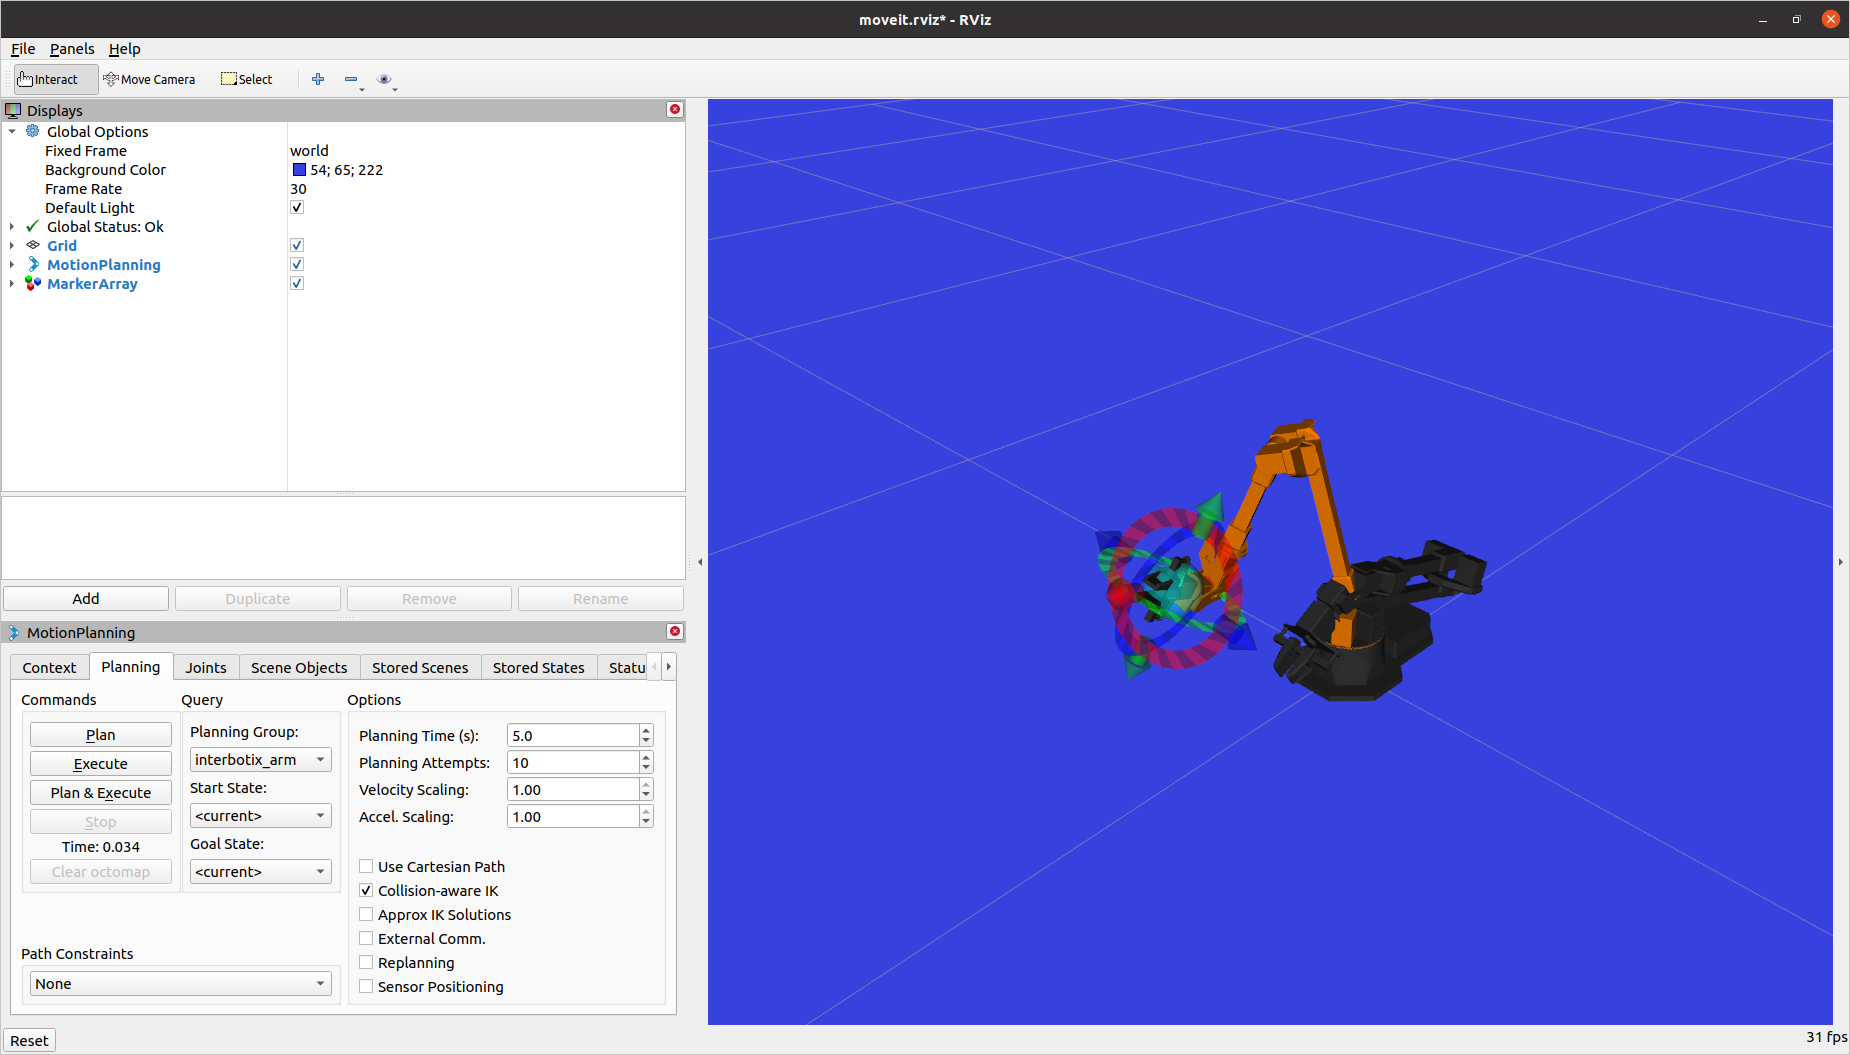 moveit.rviz* - RViz
File Panels Help
Interact Move Camera Select
Displays
Global Options
Fixed Frame world
Background Color 54; 65; 222
Frame Rate 30
Default Light
Global Status: Ok
Grid
MotionPlanning
MarkerArray
Add Duplicate Remove Rename
MotionPlanning
Context Planning Joints Scene Objects Stored Scenes Stored States Statu
Commands Query Options
Plan
Execute
Plan & Execute
Stop
Time: 0.034
Clear octomap
Planning Group:
interbotix_arm
Start State:
<current>
Goal State:
<current>
Planning Time (s): 5.0
Planning Attempts: 10
Velocity Scaling: 1.00
Accel. Scaling: 1.00
Use Cartesian Path
Collision-aware IK
Approx IK Solutions
External Comm.
Replanning
Sensor Positioning
Path Constraints
None
Reset
31 fps